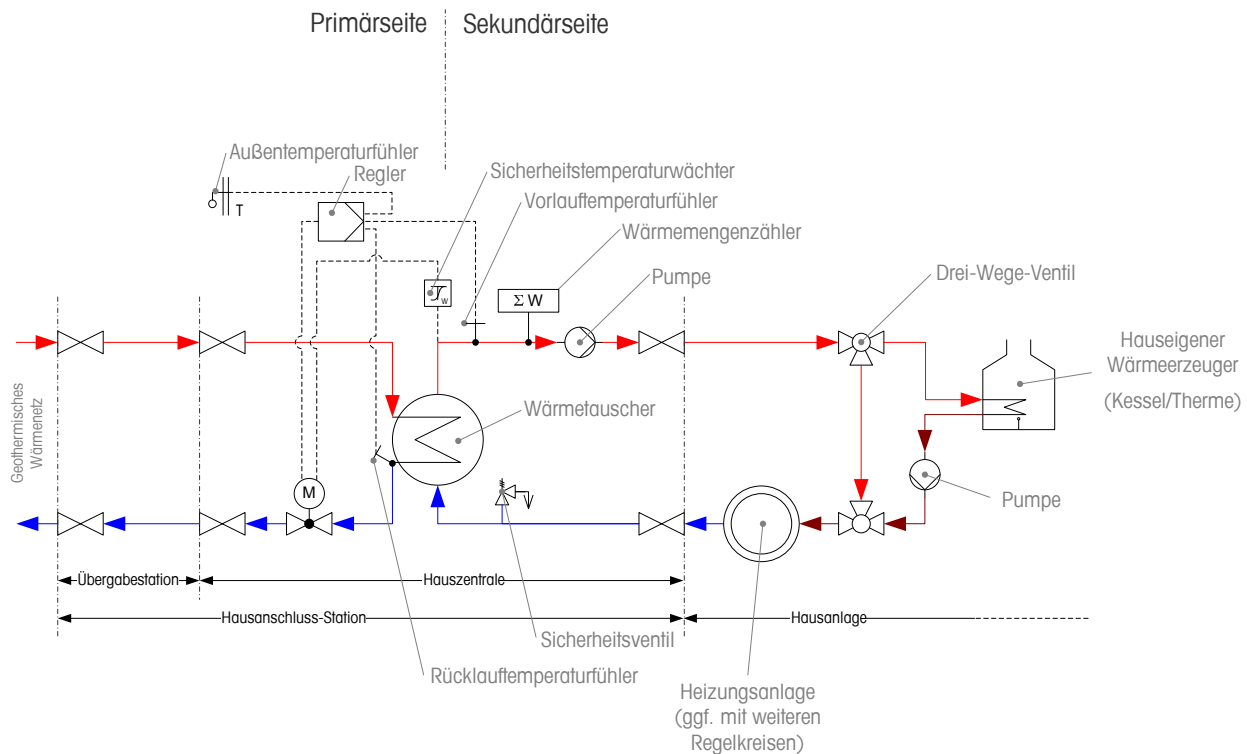 Primärseite
Sekundärseite
Außentemperaturfühler
Regler
Sicherheitstemperaturwächter
Vorlauftemperaturfühler
T
Wärmemengenzähler
Pumpe
Drei-Wege-Ventil
W
Σ W
Hauseigener
Wärmeerzeuger
(Kessel/Therme)
Wärmetauscher
Geothermisches
Wärmenetz
M
Pumpe
Übergabestation
Hauszentrale
Hausanschluss-Station
Hausanlage
Sicherheitsventil
Rücklauftemperaturfühler
Heizungsanlage
(ggf. mit weiteren
Regelkreisen)